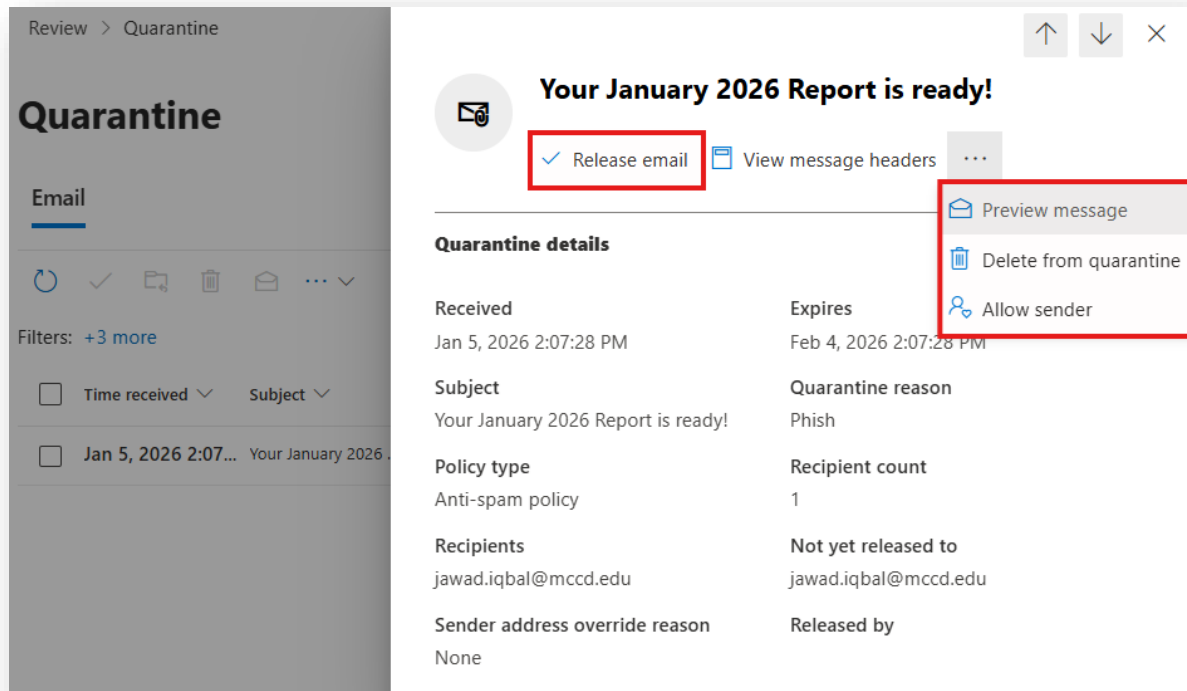 Review > Quarantine
Quarantine
Email
Filters: +3 more
Time received Subject
Jan 5, 2026 2:07... Your January 2026 .
Your January 2026 Report is ready!
Release email View message headers ...
Preview message
Delete from quarantine
Allow sender
Quarantine details
Received Expires
Jan 5, 2026 2:07:28 PM Feb 4, 2026 2:07:28 PM
Subject Quarantine reason
Your January 2026 Report is ready! Phish
Policy type Recipient count
Anti-spam policy 1
Recipients Not yet released to
jawad.iqbal@mccd.edu jawad.iqbal@mccd.edu
Sender address override reason Released by
None